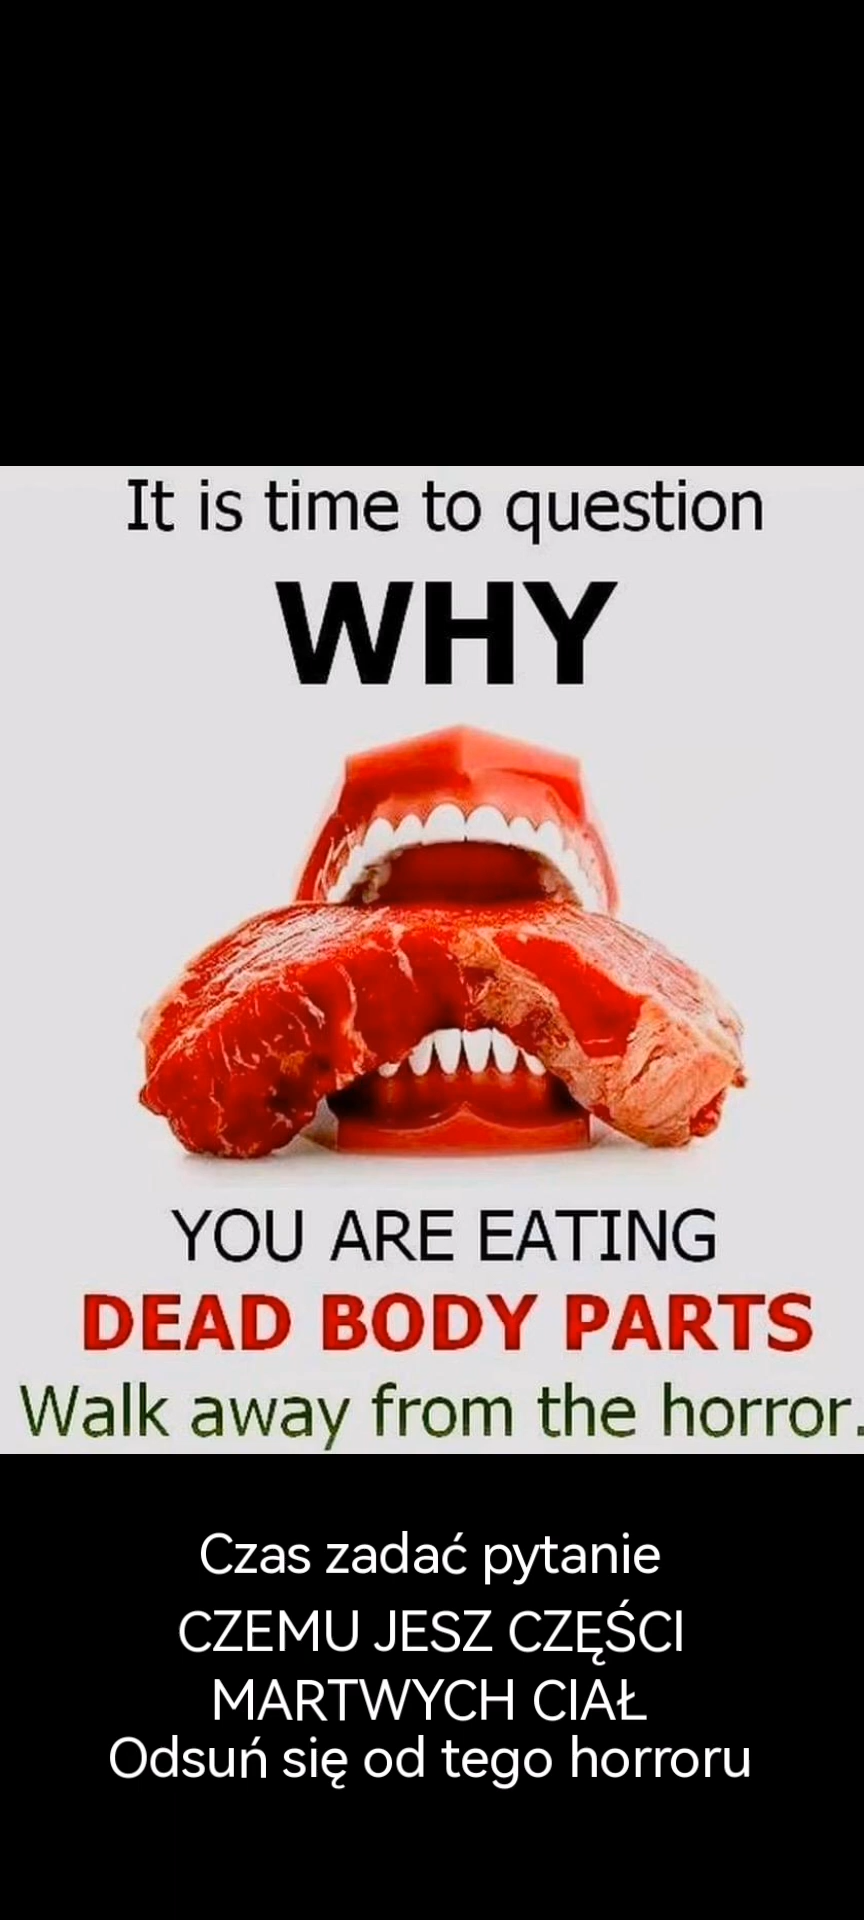 It is time to question
WHY
YOU ARE EATING
DEAD BODY PARTS
Walk away from the horror.
Czas zadać pytanie
CZEMU JESZ CZĘŚCI
MARTWYCH CIAŁ
Odsuń się od tego horroru